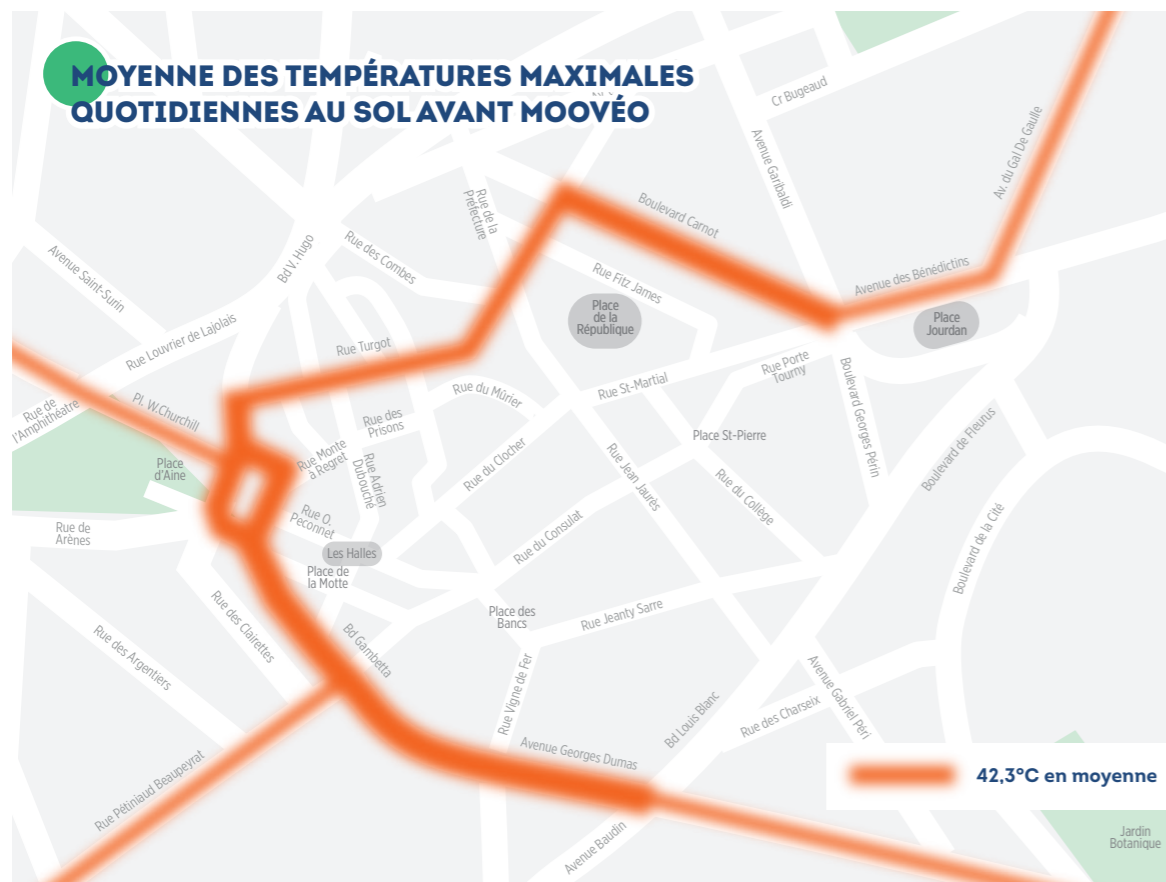 MOYENNE DES TEMPÉRATURES MAXIMALES
QUOTIDIENNES AU SOL AVANT MOOVÉO
Cr Bugeaud
Avenue Garibaldi
Av. du Gal De Gaulle
Rue de la
Préfecture
Boulevard Carnot
Bd V. Hugo
Rue des Combes
Avenue Saint-Surin
Rue Fitz James
Avenue des Bénédictins
Place
de la
République
Place
Jourdan
Rue Louvrier de Lajolais
Rue Turgot
Rue Porte
Tourny
Rue St-Martial
Rue du Mûrier
Boulevard Georges Périn
Rue de
l'Amphithéatre
Pl. W.Churchill
Rue des
Prisons
Place St-Pierre
Boulevard de Fleurus
Place
d'Aine
Rue Monte
à Regret
Rue Adrien
Dubouché
Rue du Clocher
Rue Jean Jaurès
Rue du Collège
Rue de
Arènes
Rue O.
Peconnet
Les Halles
Rue du Consulat
Boulevard de la Cité
Place de
la Motte
Rue des Clairettes
Place des
Bancs
Rue Jeanty Sarre
Rue des Argentiers
Bd Gambetta
Rue Vigne de Fer
Avenue Gabriel Péri
Bd Louis Blanc
Rue des Charseix
Avenue Georges Dumas
42,3°C en moyenne
Rue Pétiniaud Beaupeyrat
Avenue Baudin
Jardin
Botanique